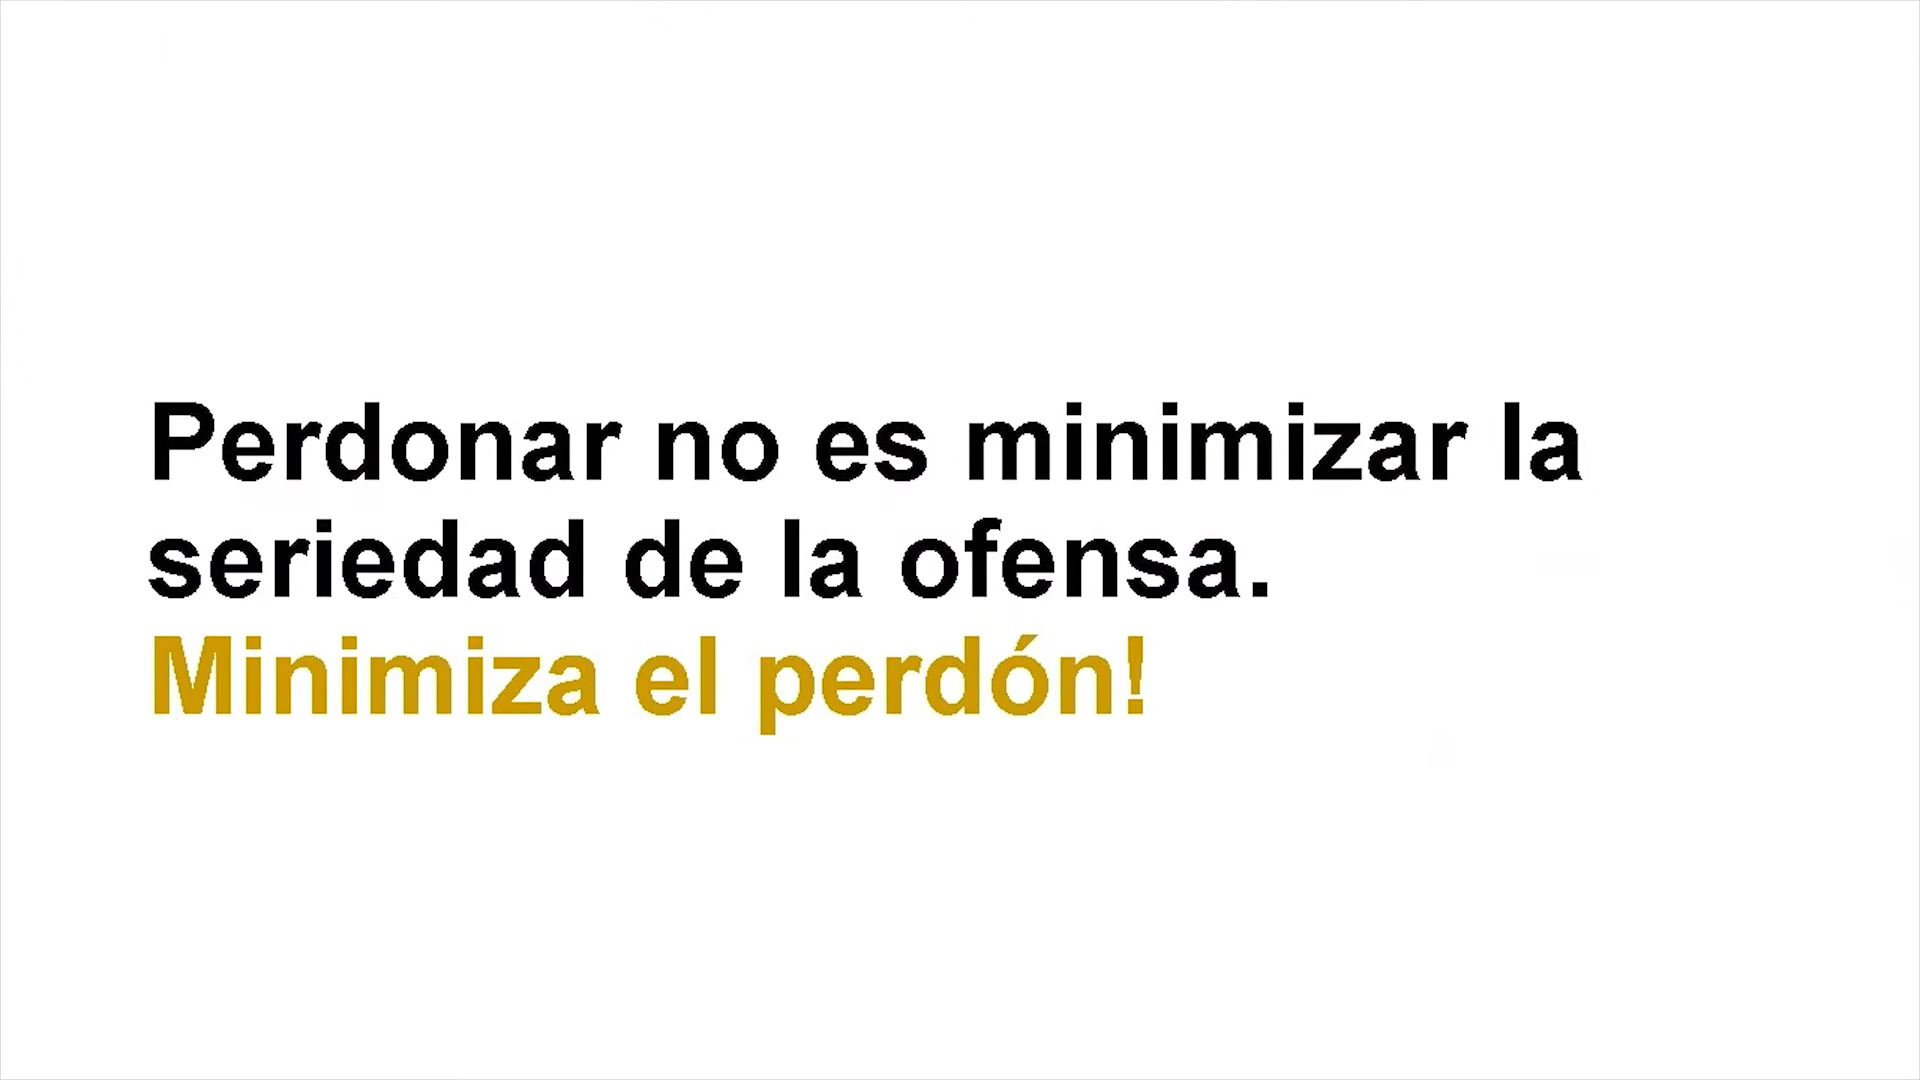 Perdonar no es minimizar la
seriedad de la ofensa.
Minimiza el perdón!